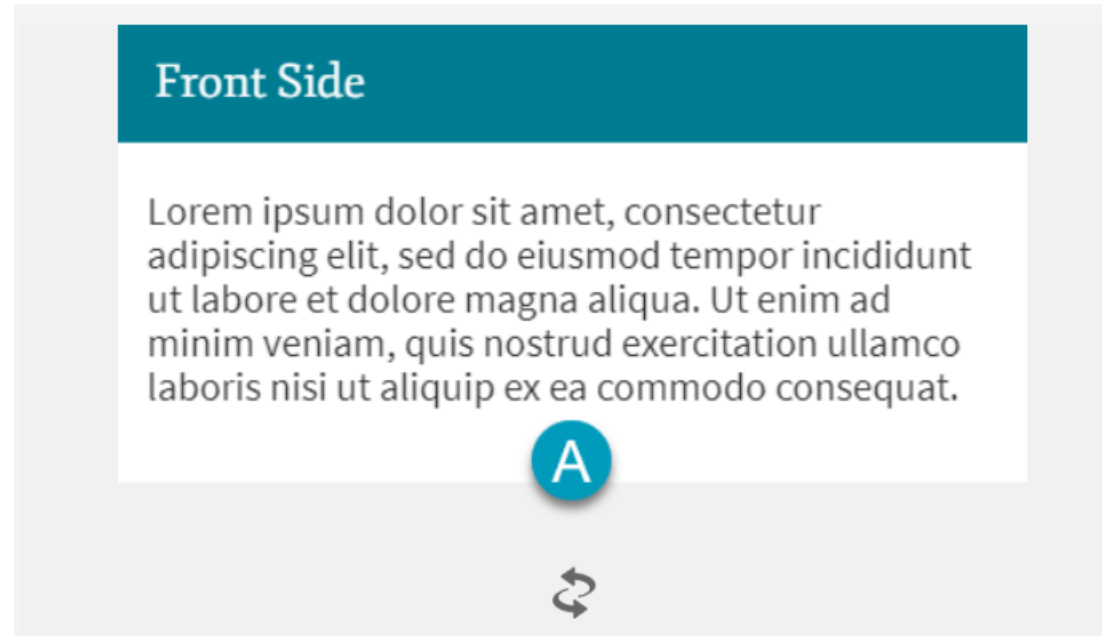 Front Side
Lorem ipsum dolor sit amet, consectetur
adipiscing elit, sed do eiusmod tempor incididunt
ut labore et dolore magna aliqua. Ut enim ad
minim veniam, quis nostrud exercitation ullamco
laboris nisi ut aliquip ex ea commodo consequat.
A